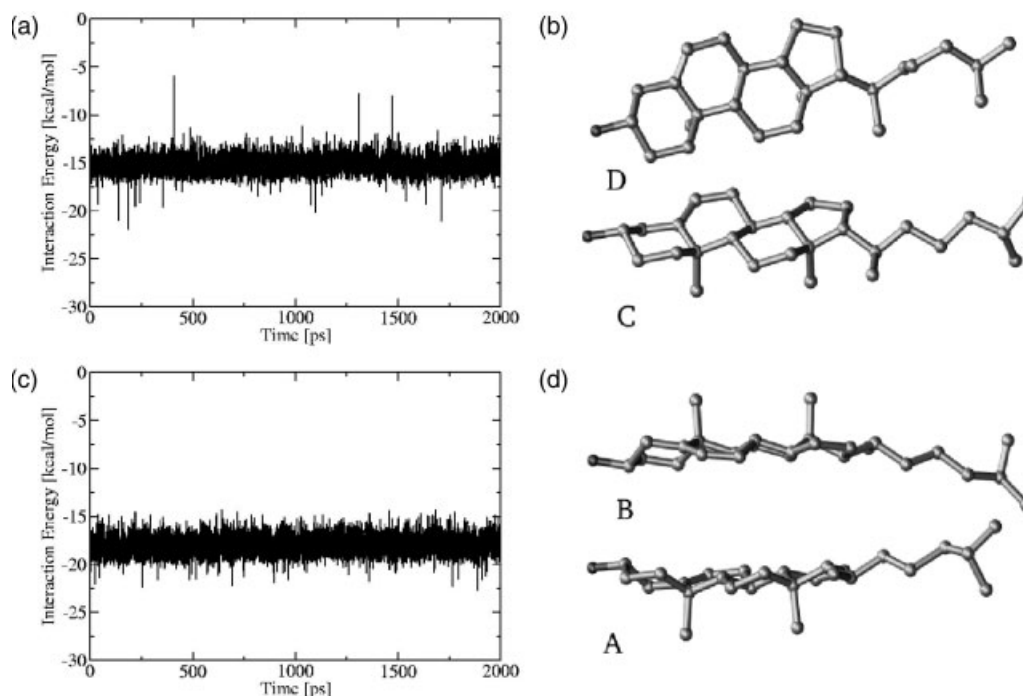 (a)
0
-5
-10
-15
-20
-25
-30
Interaction Energy [kcal/mol]
0 500 1000 1500 2000
Time [ps]
(b)
D
C
(c)
0
-5
-10
-15
-20
-25
-30
Interaction Energy [kcal/mol]
0 500 1000 1500 2000
Time [ps]
(d)
B
A